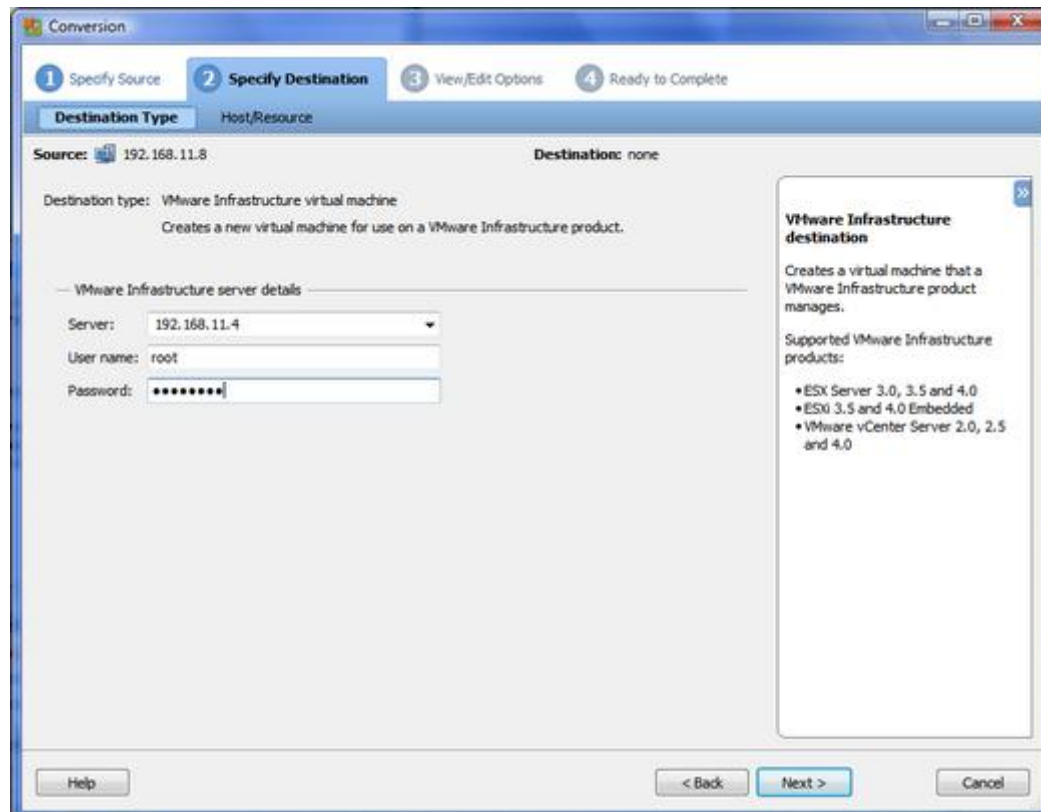 Conversion
1 Specify Source 2 Specify Destination 3 View/Edit Options 4 Ready to Complete
Destination Type Host/Resource
Source: 192.168.11.8 Destination: none
Destination type: VMware Infrastructure virtual machine
Creates a new virtual machine for use on a VMware Infrastructure product.
VMware Infrastructure server details
Server: 192.168.11.4
User name: root
Password: ••••••••
»
VMware Infrastructure
destination
Creates a virtual machine that a
VMware Infrastructure product
manages.
Supported VMware Infrastructure
products:
• ESX Server 3.0, 3.5 and 4.0
• ESXi 3.5 and 4.0 Embedded
• VMware vCenter Server 2.0, 2.5
and 4.0
Help < Back Next > Cancel